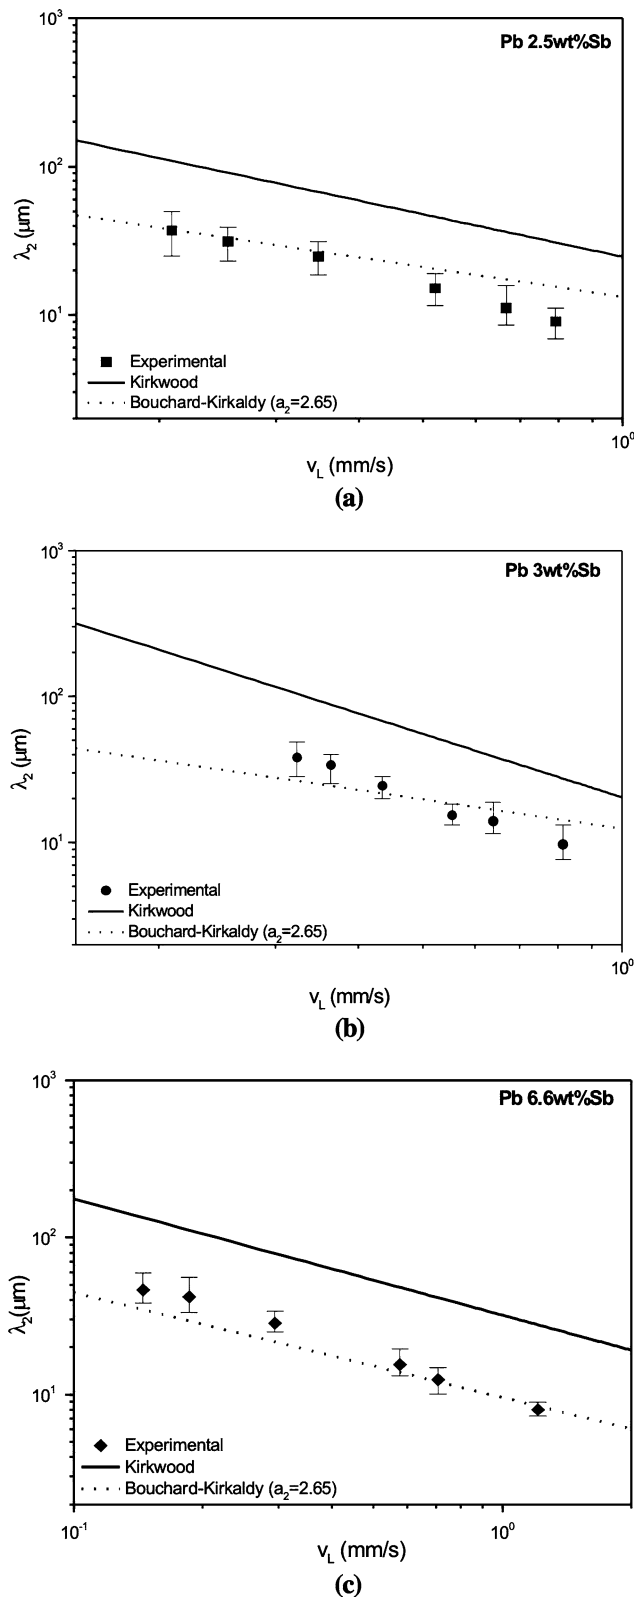 Pb 2.5wt%Sb
10³
10²
10¹
λ₂ (μm)
Experimental
Kirkwood
Bouchard-Kirkaldy (a₂=2.65)
10⁰
v_L (mm/s)
(a)
Pb 3wt%Sb
10³
10²
10¹
λ₂ (μm)
Experimental
Kirkwood
Bouchard-Kirkaldy (a₂=2.65)
10⁰
v_L (mm/s)
(b)
Pb 6.6wt%Sb
10³
10²
10¹
λ₂(μm)
Experimental
Kirkwood
Bouchard-Kirkaldy (a₂=2.65)
10⁻¹ 10⁰
v_L (mm/s)
(c)